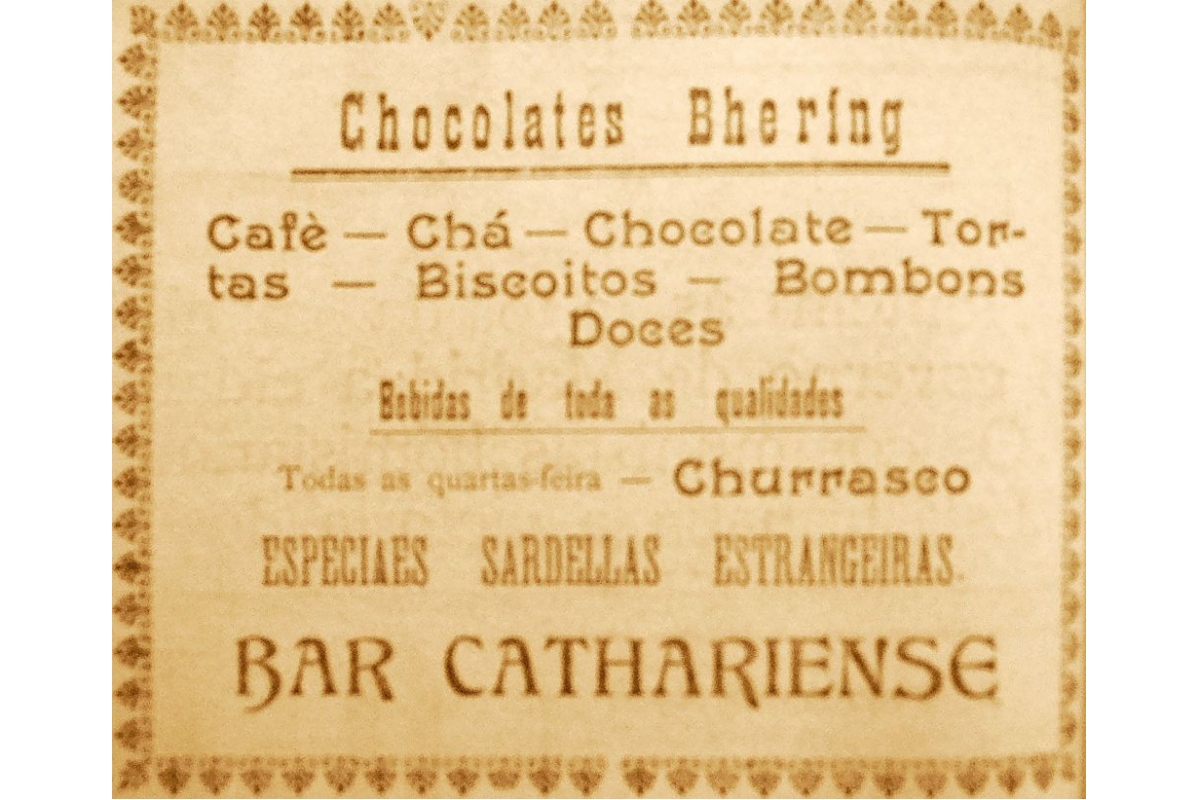 Chocolates Bhering
Cafè — Chá — Chocolate — Tor-
tas — Biscoitos — Bombons
Doces
Bebidas de toda as qualidades
Todas as quartas-feira — Churrasco
ESPECIAES SARDELLAS ESTRANGEIRAS.
BAR CATHARIENSE